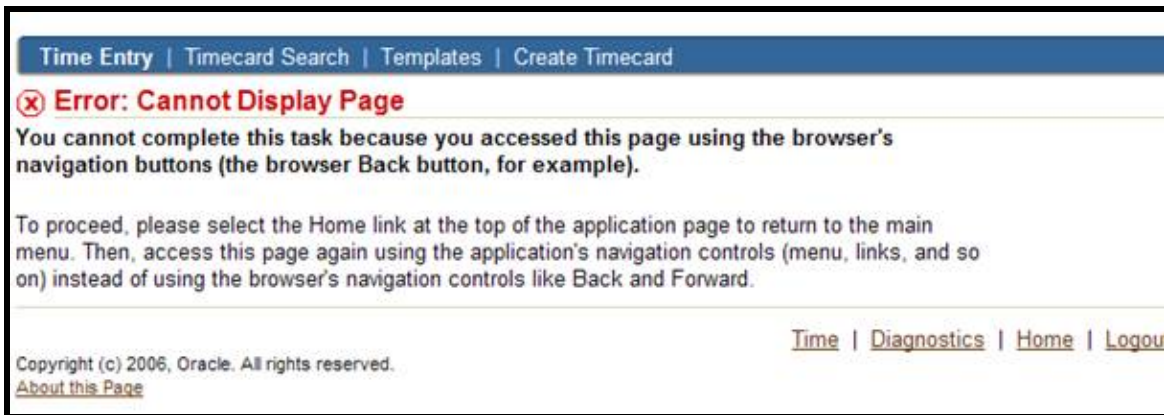 Time Entry | Timecard Search | Templates | Create Timecard
Error: Cannot Display Page
You cannot complete this task because you accessed this page using the browser's
navigation buttons (the browser Back button, for example).
To proceed, please select the Home link at the top of the application page to return to the main
menu. Then, access this page again using the application's navigation controls (menu, links, and so
on) instead of using the browser's navigation controls like Back and Forward.
Time | Diagnostics | Home | Logou
Copyright (c) 2006, Oracle. All rights reserved.
About this Page